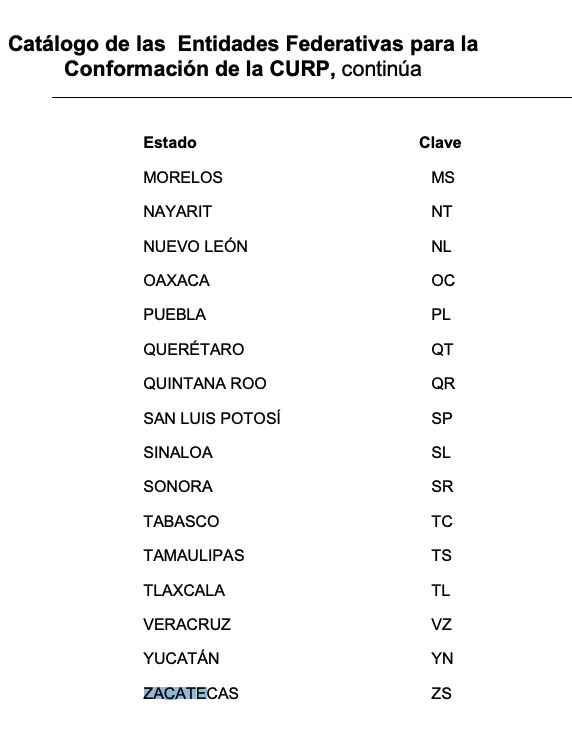 Catálogo de las Entidades Federativas para la
Conformación de la CURP, continúa
Estado Clave
MORELOS MS
NAYARIT NT
NUEVO LEÓN NL
OAXACA OC
PUEBLA PL
QUERÉTARO QT
QUINTANA ROO QR
SAN LUIS POTOSÍ SP
SINALOA SL
SONORA SR
TABASCO TC
TAMAULIPAS TS
TLAXCALA TL
VERACRUZ VZ
YUCATÁN YN
ZACATECAS ZS